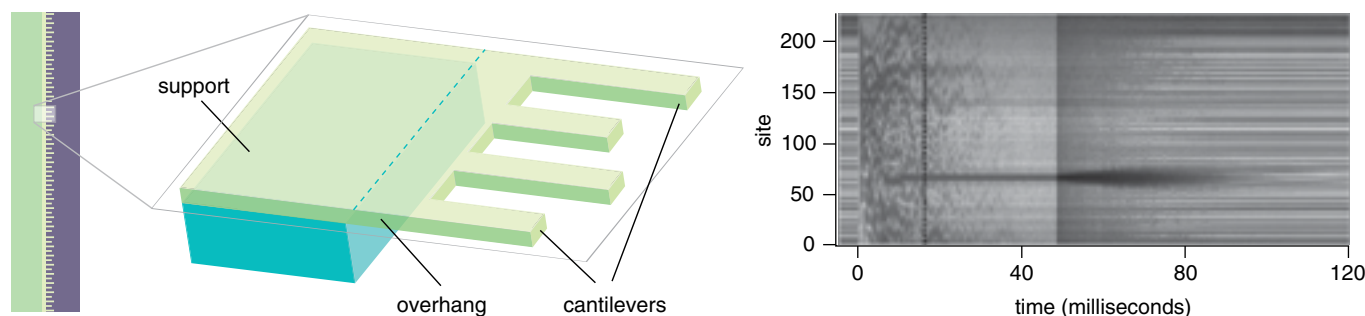 support
overhang
cantilevers
200
150
100
50
0
site
0 40 80 120
time (milliseconds)